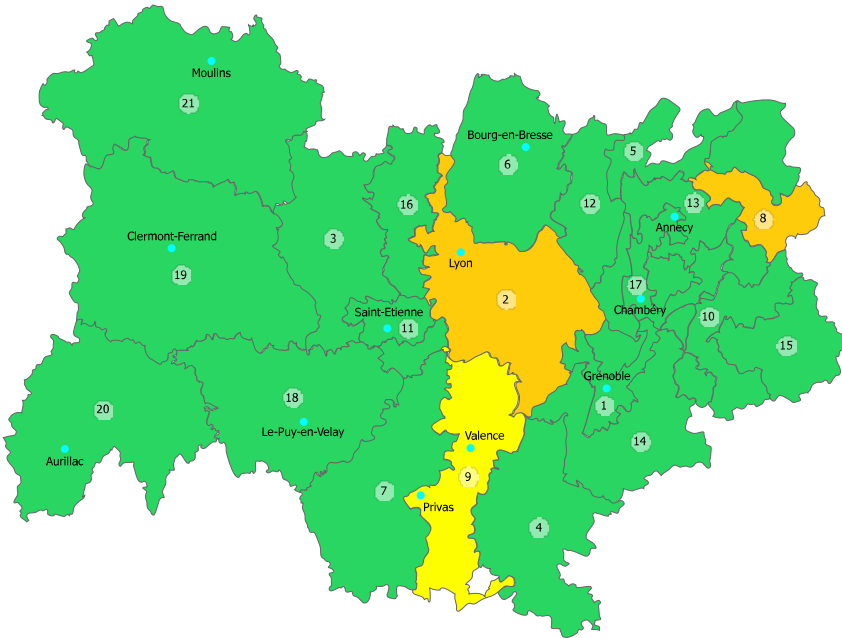 Moulins
21
Bourg-en-Bresse
6
5
12
16
13
8
Annecy
Clermont-Ferrand
19
3
Lyon
2
17
Chambéry
10
Saint-Etienne
11
15
Grenoble
1
18
Le-Puy-en-Velay
20
Aurillac
14
Valence
9
7
Privas
4